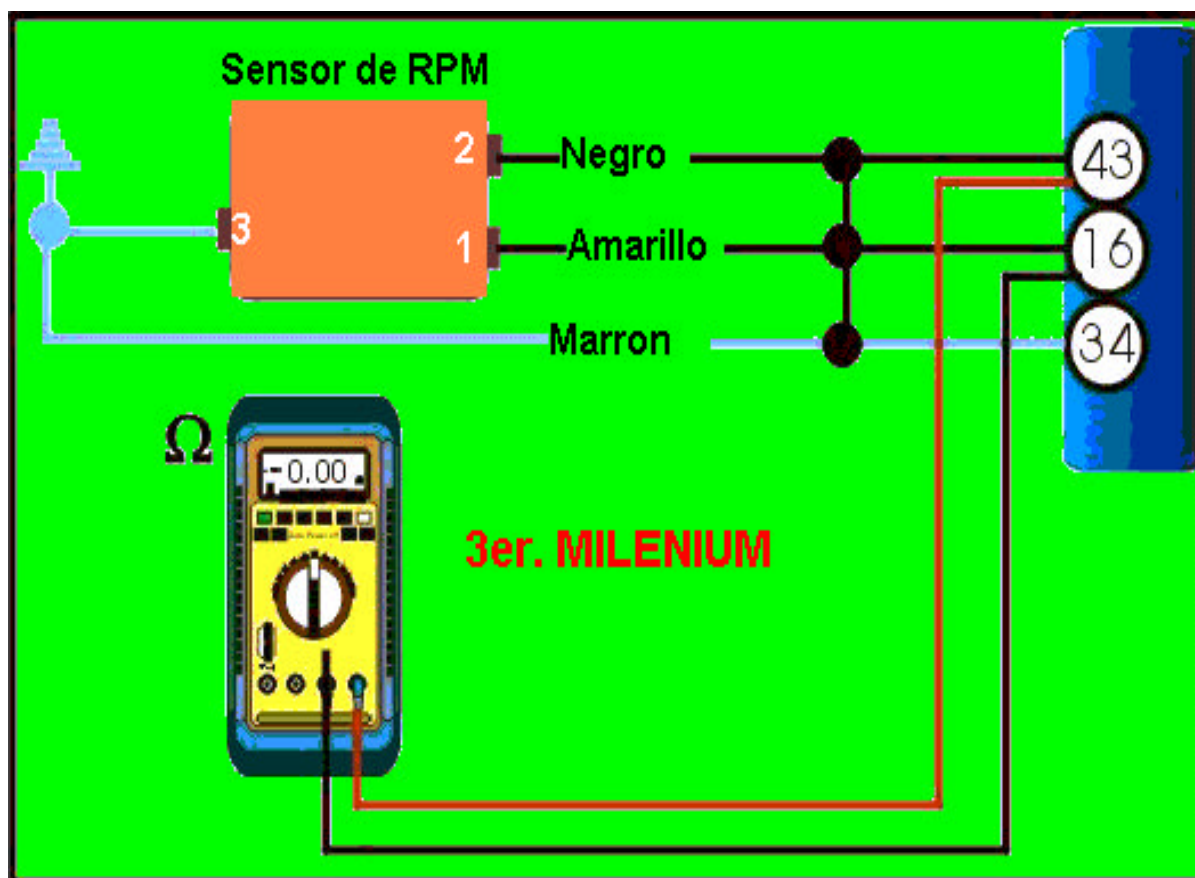 Sensor de RPM
2
Negro
43
3
1
Amarillo
16
Marron
34
Ω
-0.00
3er. MILENIUM